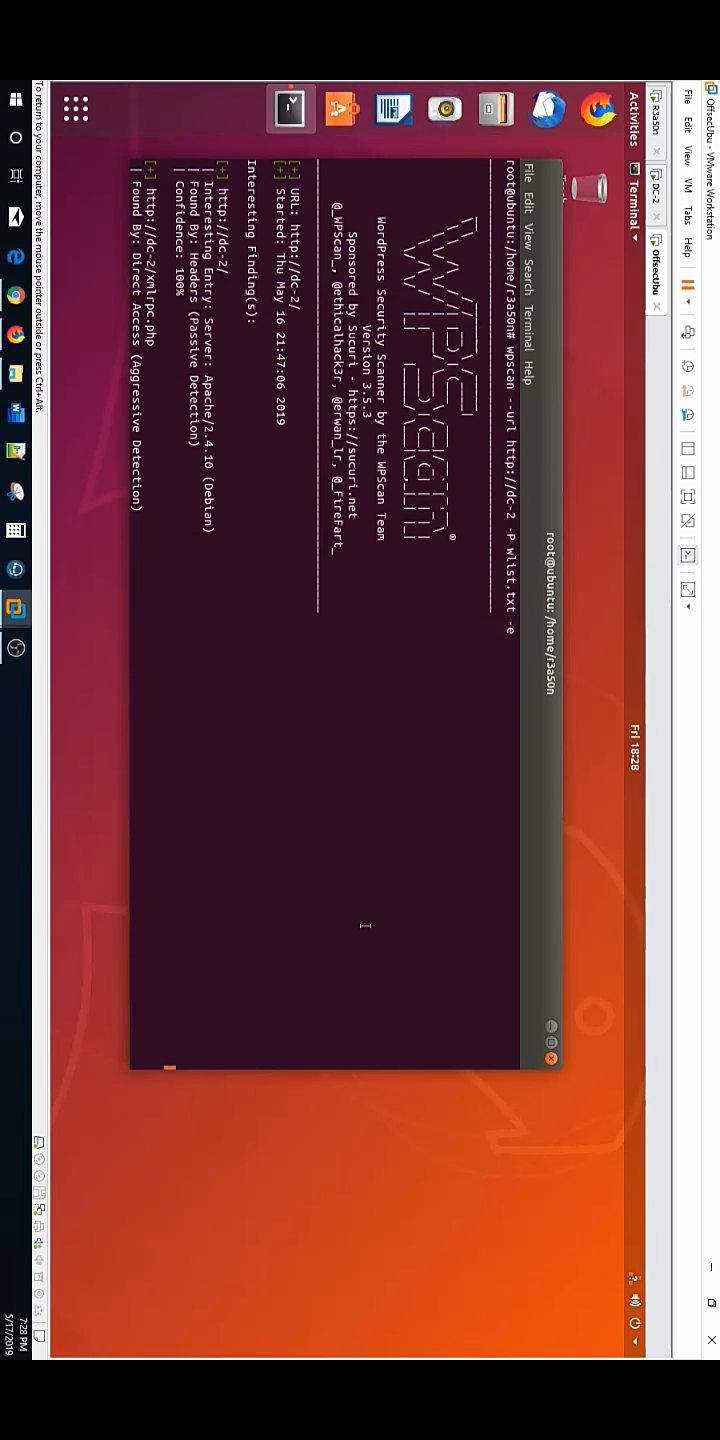 OffsecUbu - VMware Workstation
File Edit View VM Tabs Help
R3a50n
DC-2
OffsecUbu
Activities
Terminal
Fri 18:28
root@ubuntu: /home/r3a50n
File Edit View Search Terminal Help
root@ubuntu:/home/r3a50n# wpscan --url http://dc-2 -P wlist.txt -e
WPScan ®
WordPress Security Scanner by the WPScan Team
Version 3.5.3
Sponsored by Sucuri - https://sucuri.net
@_WPScan_, @ethicalhack3r, @erwan_lr, @_FireFart_
[+] URL: http://dc-2/
[+] Started: Thu May 16 21:47:06 2019
Interesting Finding(s):
[+] http://dc-2/
| Interesting Entry: Server: Apache/2.4.10 (Debian)
| Found By: Headers (Passive Detection)
| Confidence: 100%
[+] http://dc-2/xmlrpc.php
| Found By: Direct Access (Aggressive Detection)
To return to your computer, move the mouse pointer outside or press Ctrl+Alt.
7:28 PM
5/17/2019